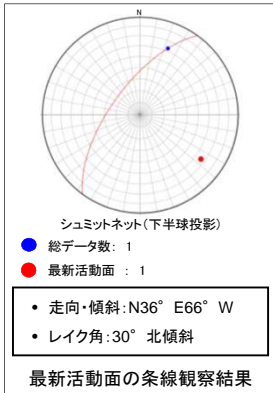 N
シュミットネット(下半球投影)
総データ数: 1
最新活動面 : 1
• 走向・傾斜:N36° E66° W
• レイク角:30° 北傾斜
最新活動面の条線観察結果